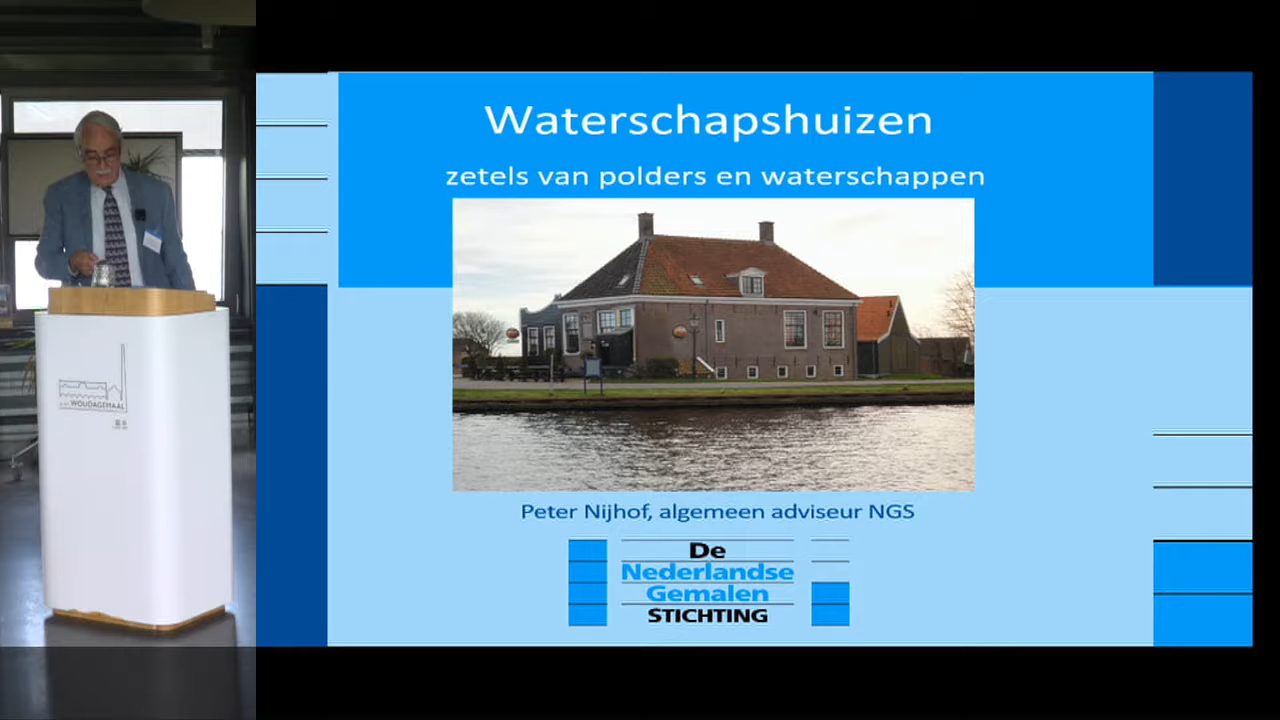 Waterschapshuizen
zetels van polders en waterschappen
Peter Nijhof, algemeen adviseur NGS
De
Nederlandse
Gemalen
STICHTING
WOUDAGEMAAL